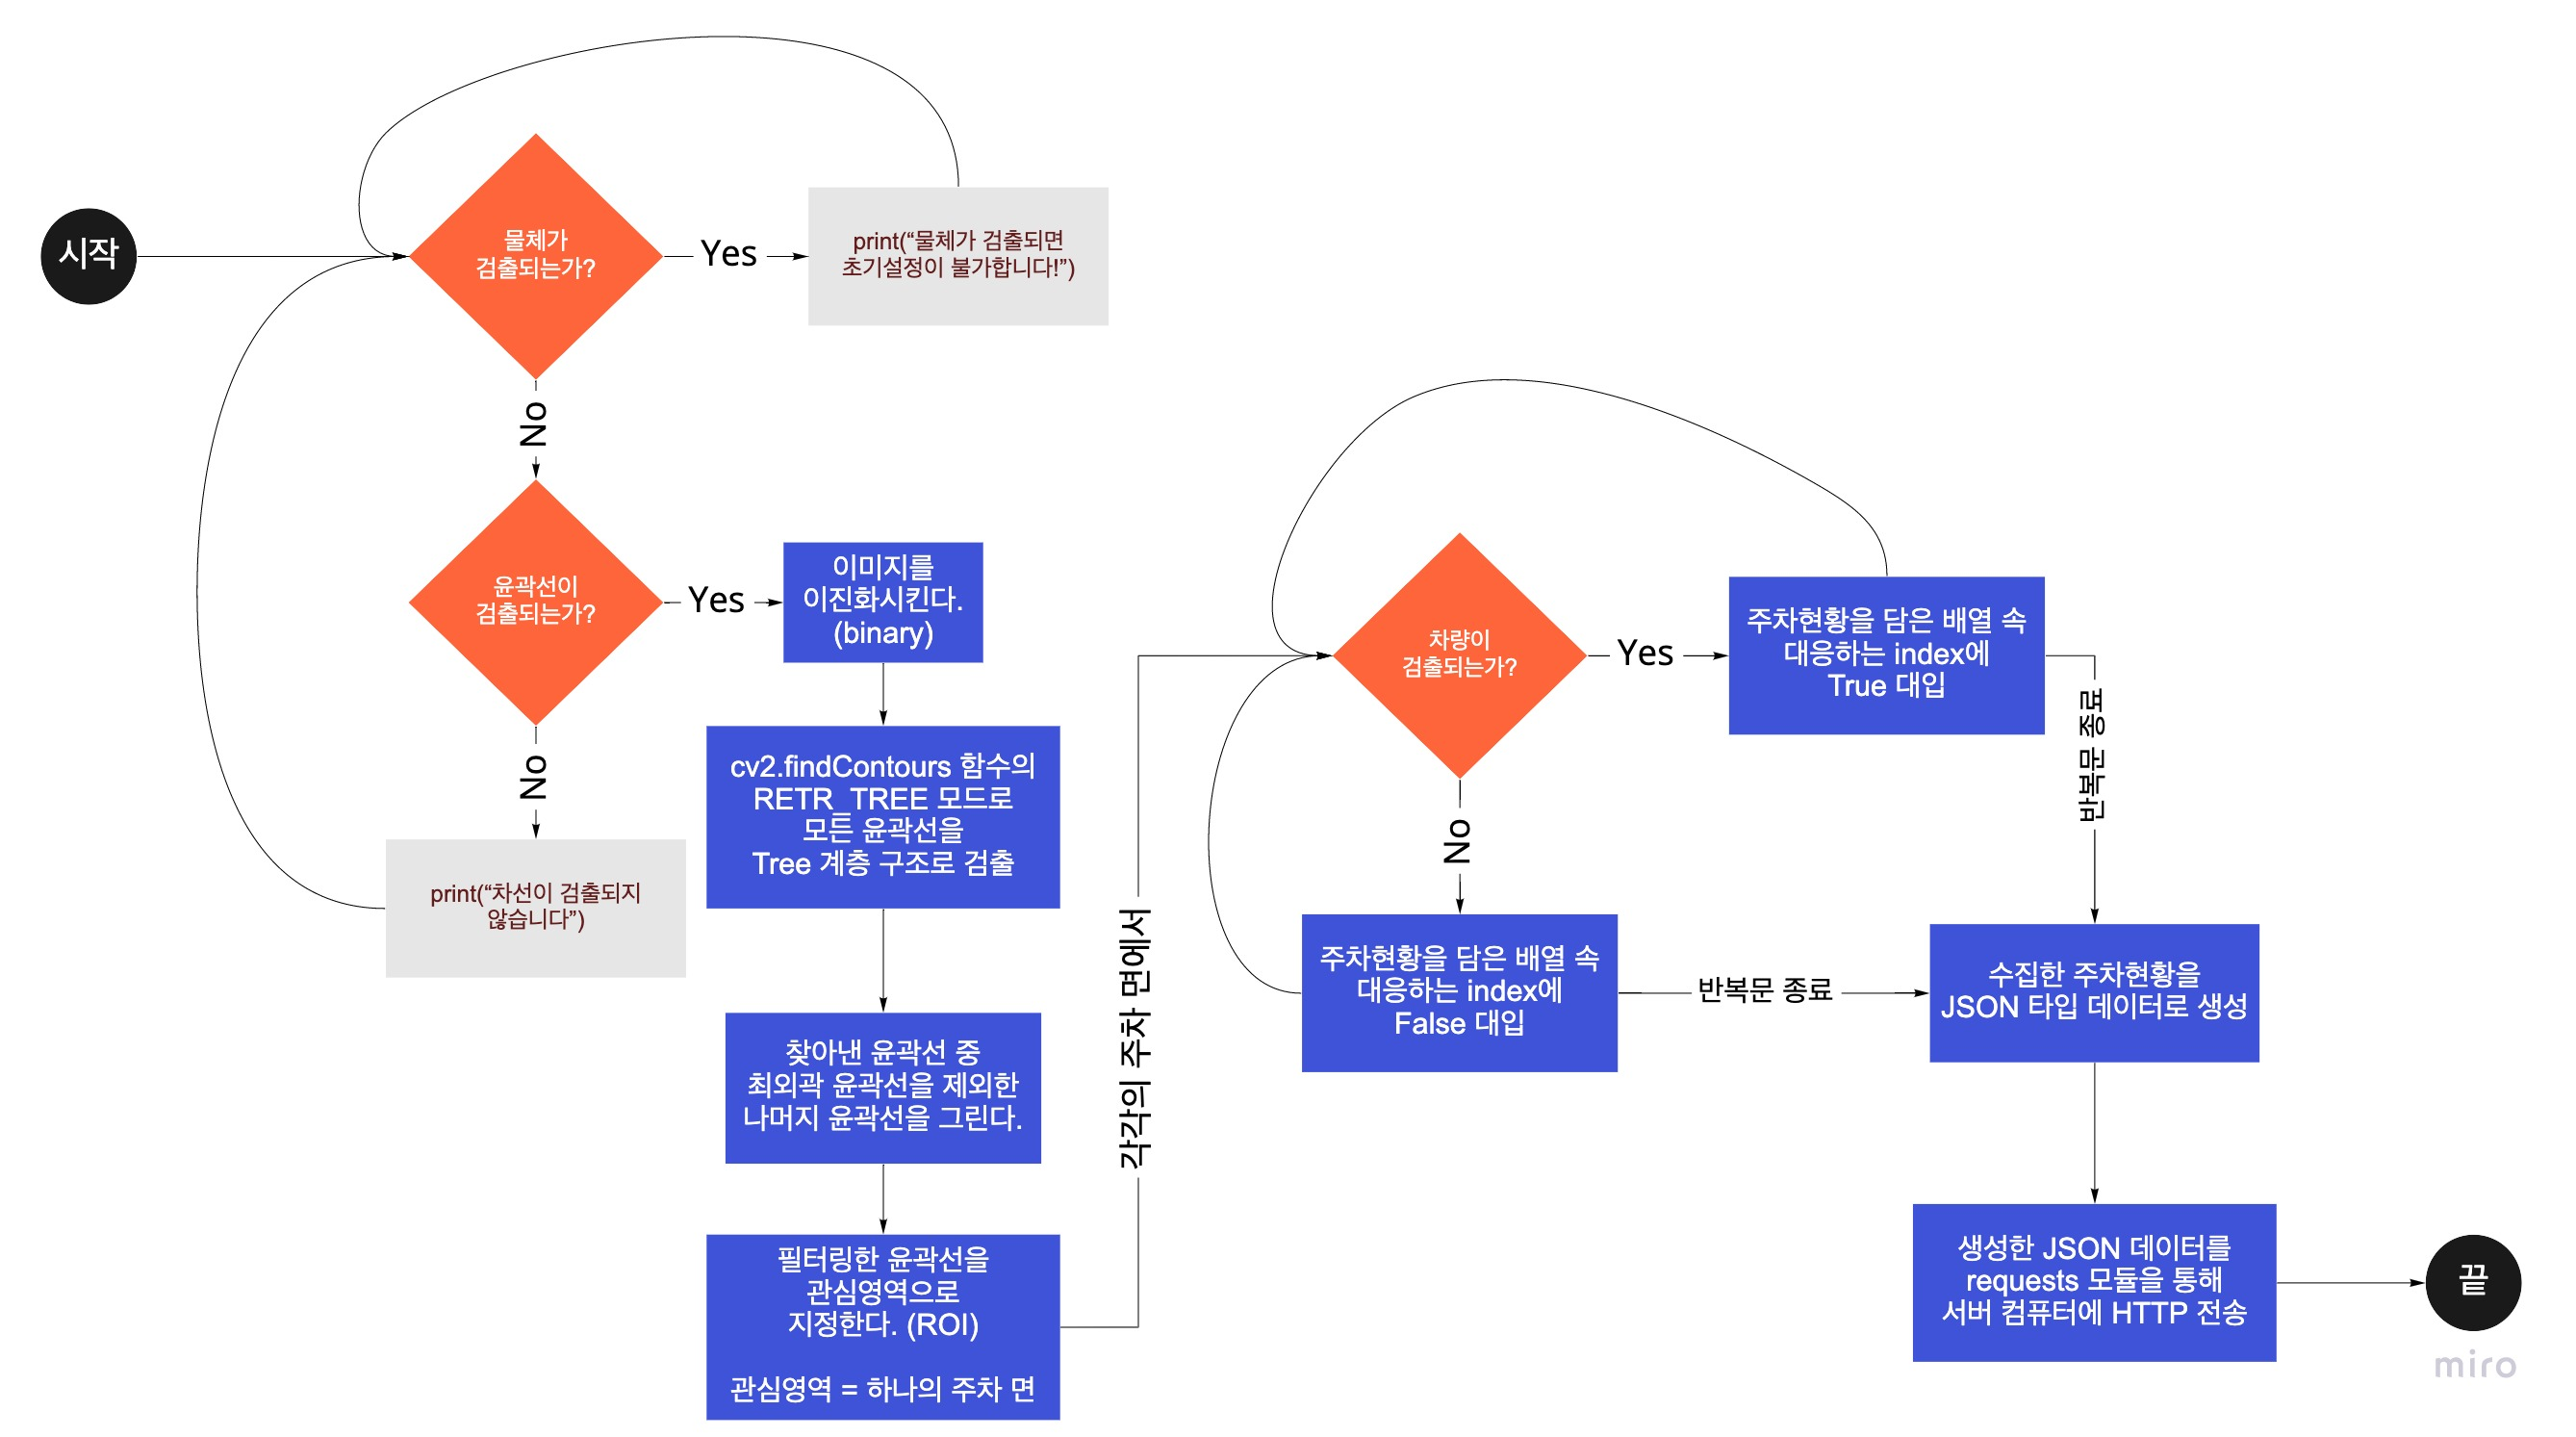 시작
물체가
검출되는가?
Yes
print(“물체가 검출되면
초기설정이 불가합니다!”)
No
윤곽선이
검출되는가?
Yes
No
print(“차선이 검출되지
않습니다”)
이미지를
이진화시킨다.
(binary)
cv2.findContours 함수의
RETR_TREE 모드로
모든 윤곽선을
Tree 계층 구조로 검출
찾아낸 윤곽선 중
최외곽 윤곽선을 제외한
나머지 윤곽선을 그린다.
필터링한 윤곽선을
관심영역으로
지정한다. (ROI)
관심영역 = 하나의 주차 면
각각의 주차 면에서
차량이
검출되는가?
Yes
주차현황을 담은 배열 속
대응하는 index에
True 대입
반복문 종료
No
주차현황을 담은 배열 속
대응하는 index에
False 대입
반복문 종료
수집한 주차현황을
JSON 타입 데이터로 생성
생성한 JSON 데이터를
requests 모듈을 통해
서버 컴퓨터에 HTTP 전송
끝
miro